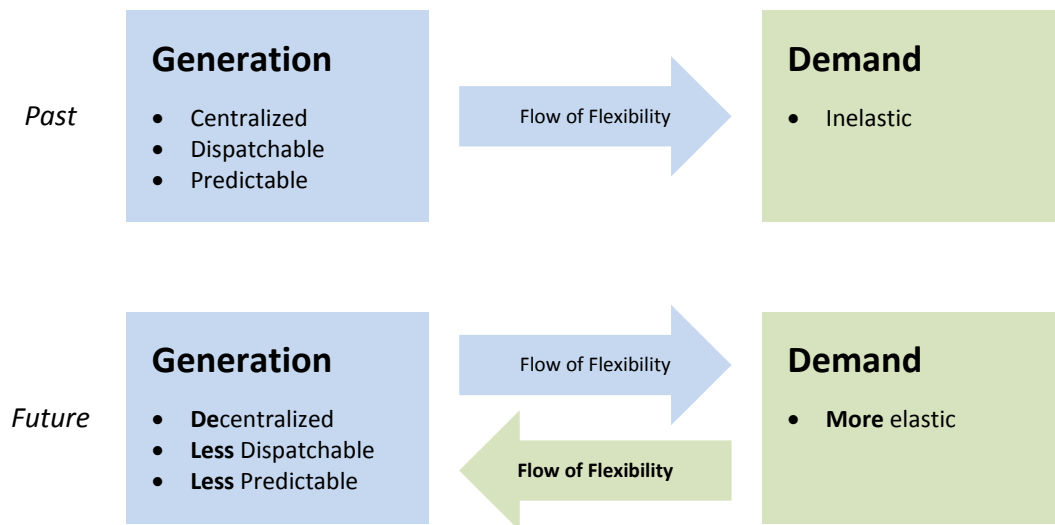 Past
Generation
• Centralized
• Dispatchable
• Predictable
Flow of Flexibility
Demand
• Inelastic
Future
Generation
• Decentralized
• Less Dispatchable
• Less Predictable
Flow of Flexibility
Flow of Flexibility
Demand
• More elastic